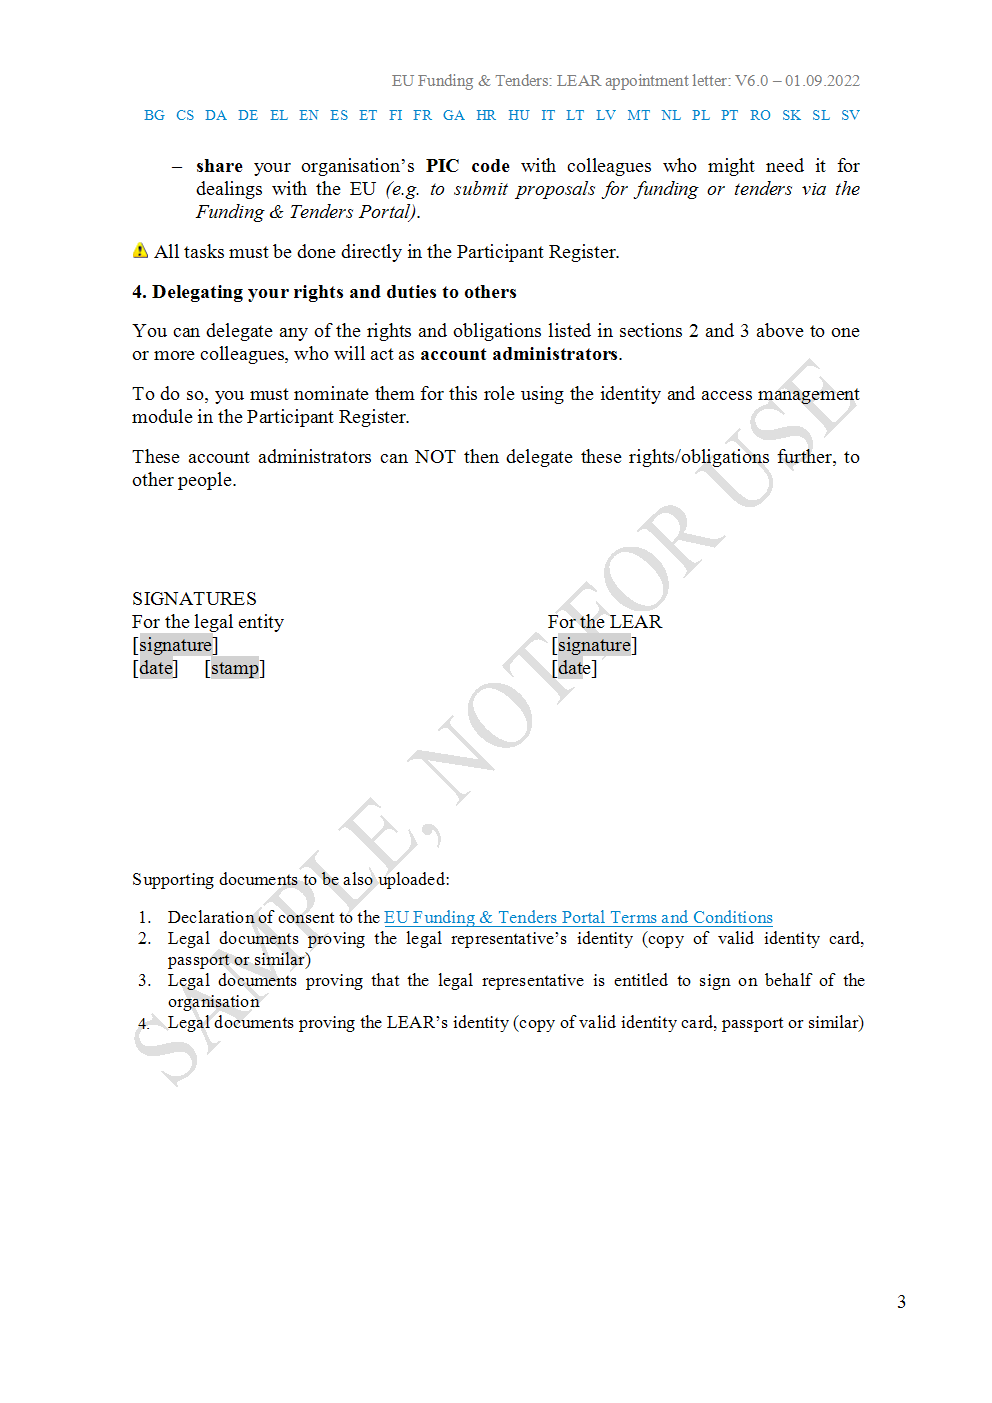 EU Funding & Tenders: LEAR appointment letter: V6.0 – 01.09.2022
BG CS DA DE EL EN ES ET FI FR GA HR HU IT LT LV MT NL PL PT RO SK SL SV
– share your organisation’s PIC code with colleagues who might need it for
dealings with the EU (e.g. to submit proposals for funding or tenders via the
Funding & Tenders Portal).
All tasks must be done directly in the Participant Register.
4. Delegating your rights and duties to others
You can delegate any of the rights and obligations listed in sections 2 and 3 above to one
or more colleagues, who will act as account administrators.
To do so, you must nominate them for this role using the identity and access management
module in the Participant Register.
These account administrators can NOT then delegate these rights/obligations further, to
other people.
SIGNATURES
For the legal entity For the LEAR
[signature] [signature]
[date] [stamp] [date]
SAMPLE, NOT FOR USE
Supporting documents to be also uploaded:
1. Declaration of consent to the EU Funding & Tenders Portal Terms and Conditions
2. Legal documents proving the legal representative’s identity (copy of valid identity card,
passport or similar)
3. Legal documents proving that the legal representative is entitled to sign on behalf of the
organisation
4. Legal documents proving the LEAR’s identity (copy of valid identity card, passport or similar)
3